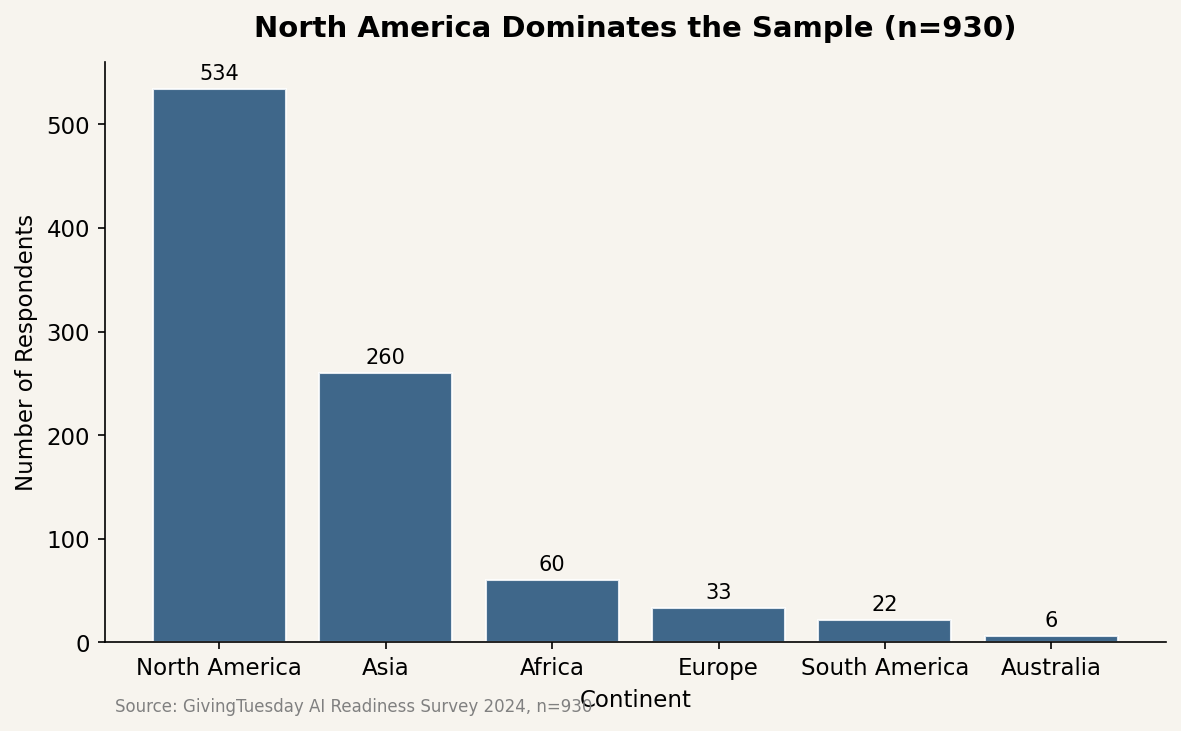 North America Dominates the Sample (n=930)
Number of Respondents
500
400
300
200
100
0
534
260
60
33
22
6
North America
Asia
Africa
Europe
South America
Australia
Continent
Source: GivingTuesday AI Readiness Survey 2024, n=930